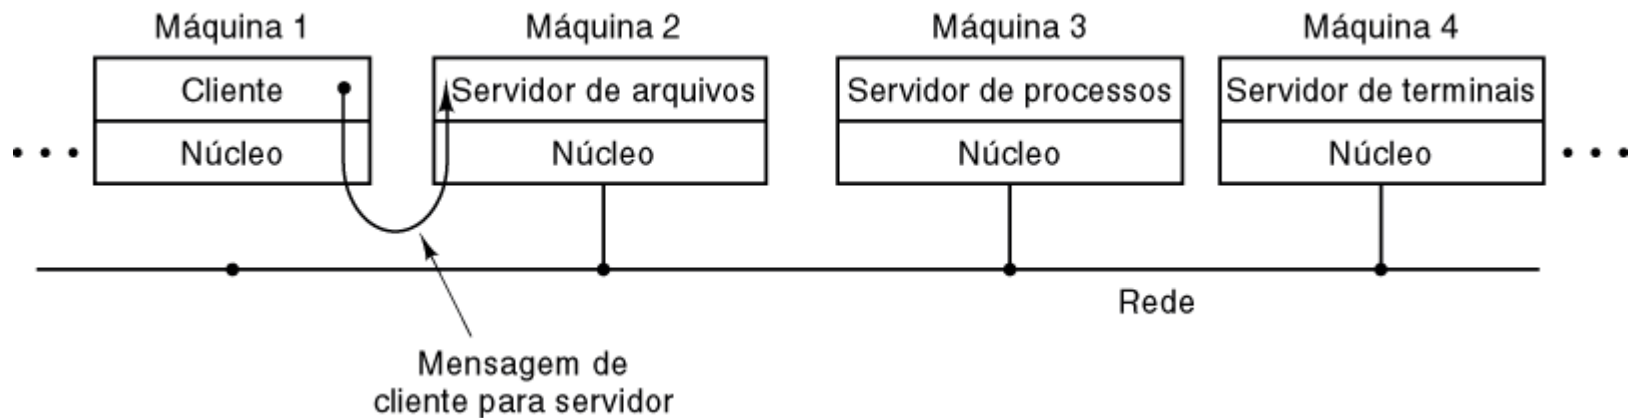 Máquina 1
Máquina 2
Máquina 3
Máquina 4
Cliente
Servidor de arquivos
Servidor de processos
Servidor de terminais
Núcleo
Núcleo
Núcleo
Núcleo
Rede
Mensagem de
cliente para servidor